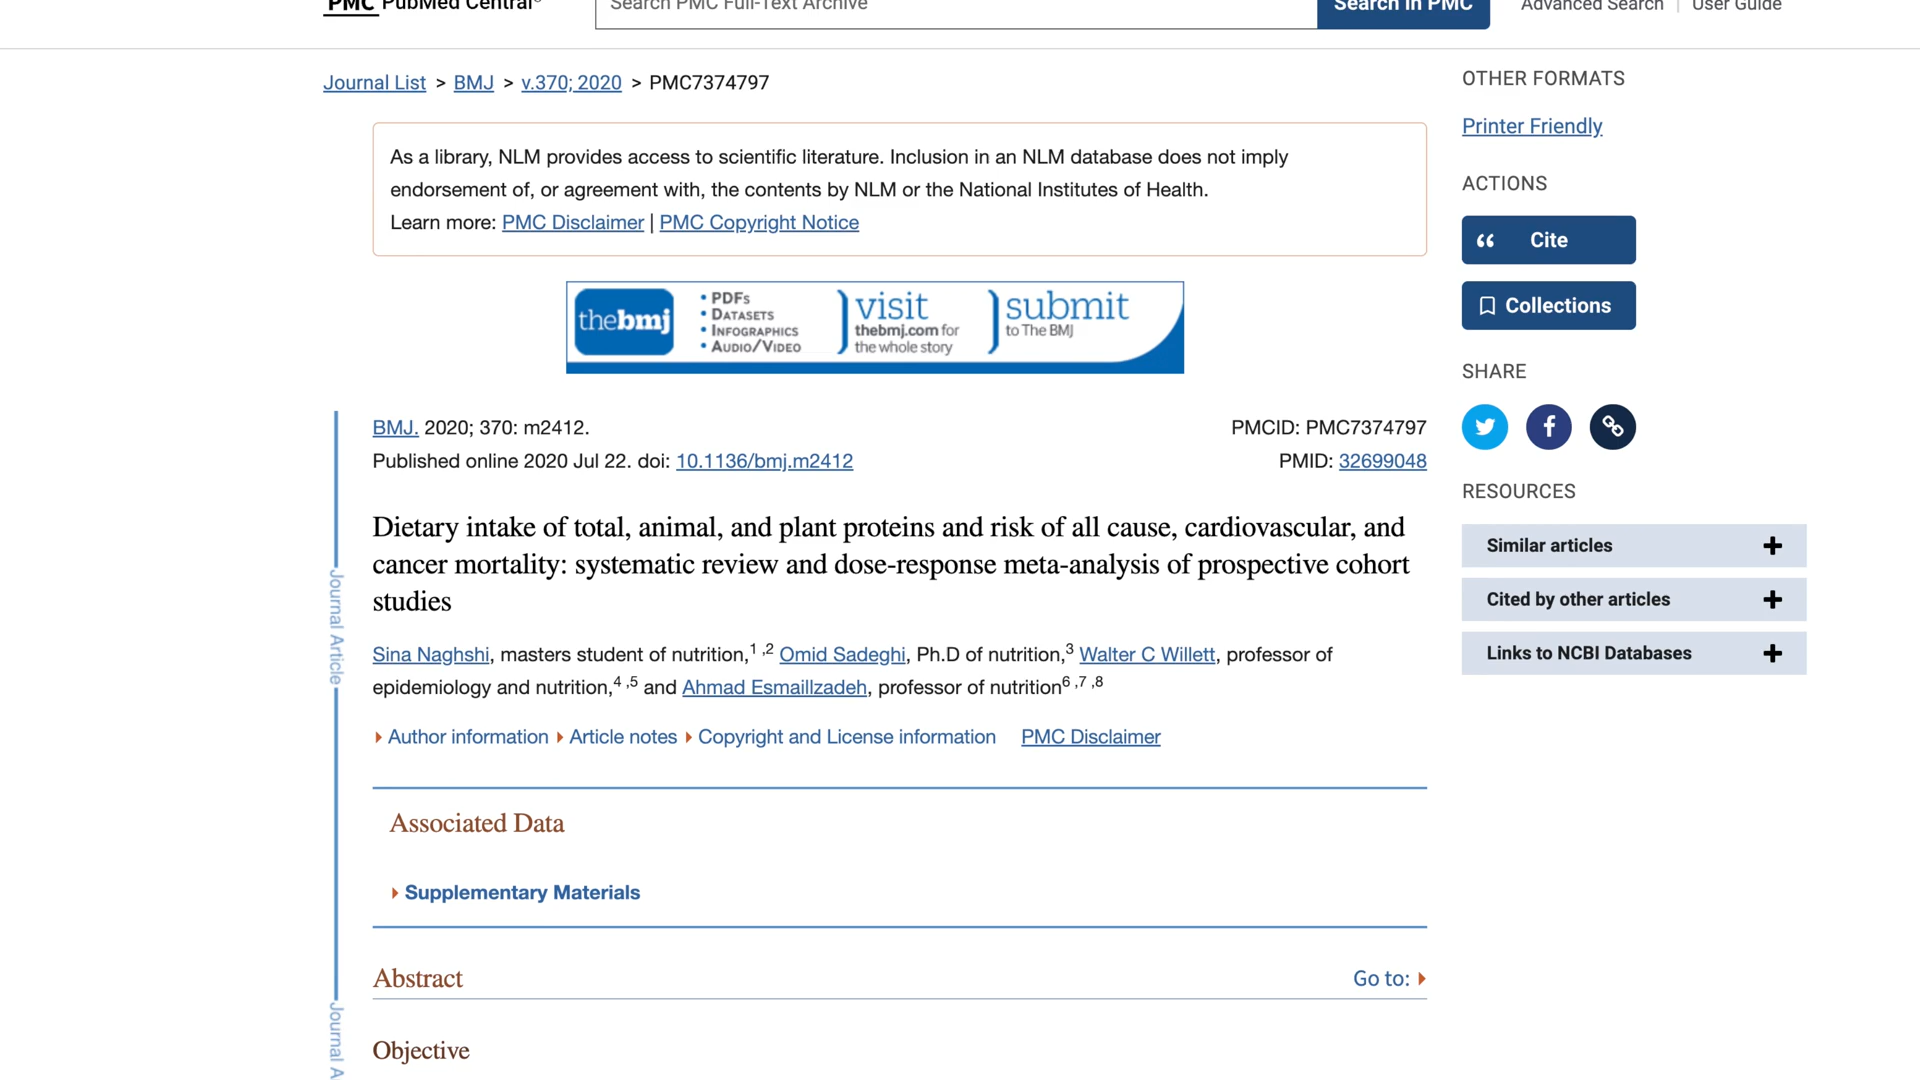 PMC PubMed Central®
Search PMC Full-Text Archive
Search in PMC
Advanced Search | User Guide
Journal List > BMJ > v.370; 2020 > PMC7374797
As a library, NLM provides access to scientific literature. Inclusion in an NLM database does not imply
endorsement of, or agreement with, the contents by NLM or the National Institutes of Health.
Learn more: PMC Disclaimer | PMC Copyright Notice
thebmj
• PDFs
• Datasets
• Infographics
• Audio/Video
visit
thebmj.com for
the whole story
submit
to The BMJ
BMJ. 2020; 370: m2412.
PMCID: PMC7374797
Published online 2020 Jul 22. doi: 10.1136/bmj.m2412
PMID: 32699048
Dietary intake of total, animal, and plant proteins and risk of all cause, cardiovascular, and
cancer mortality: systematic review and dose-response meta-analysis of prospective cohort
studies
Sina Naghshi, masters student of nutrition,1 ,2 Omid Sadeghi, Ph.D of nutrition,3 Walter C Willett, professor of
epidemiology and nutrition,4 ,5 and Ahmad Esmaillzadeh, professor of nutrition6 ,7 ,8
Author information Article notes Copyright and License information PMC Disclaimer
Associated Data
Supplementary Materials
Abstract
Go to:
Objective
Journal Article
Journal A
OTHER FORMATS
Printer Friendly
ACTIONS
Cite
Collections
SHARE
RESOURCES
Similar articles
Cited by other articles
Links to NCBI Databases